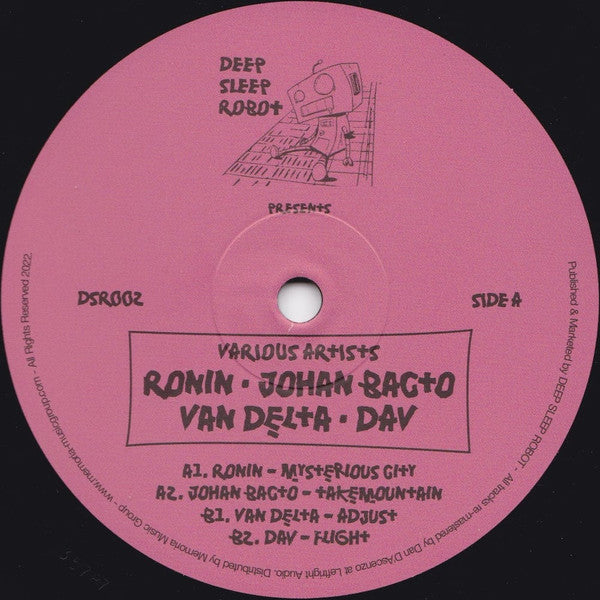 DEEP
SLEEP
ROBOT
PRESENTS
DSR002
SIDE A
VARIOUS ARTISTS
RONIN • JOHAN BACTO
VAN DELTA • DAV
A1. RONIN - MYSTERIOUS CITY
A2. JOHAN BACTO - TAKEMOUNTAIN
B1. VAN DELTA - ADJUST
B2. DAV - FLIGHT
Published & Marketed by DEEP SLEEP ROBOT - All tracks re-mastered by Dan D'Ascenzo at Leftright Audio. Distributed by Memoria Music Group - www.memoria-musicgroup.com - All Rights Reserved 2022